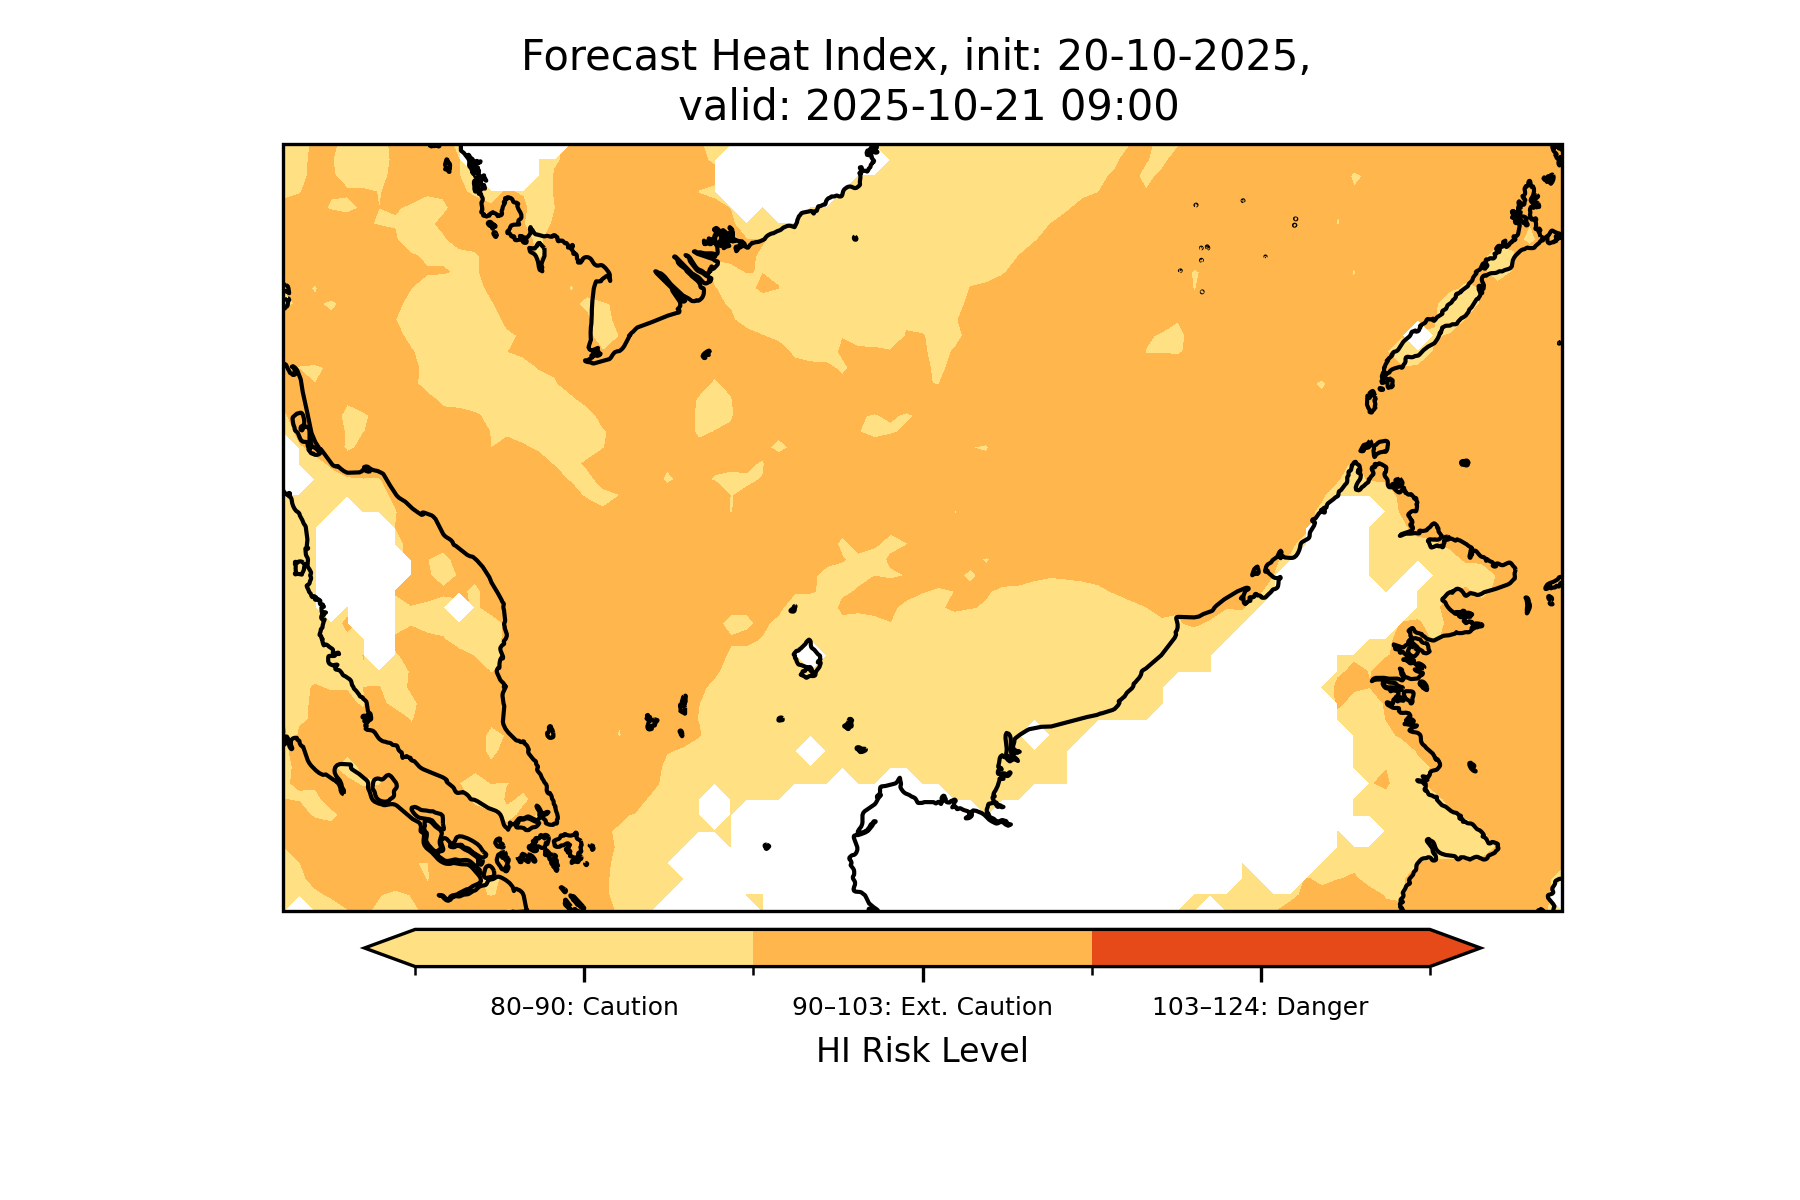 Forecast Heat Index, init: 20-10-2025,
valid: 2025-10-21 09:00
80–90: Caution
90–103: Ext. Caution
103–124: Danger
HI Risk Level